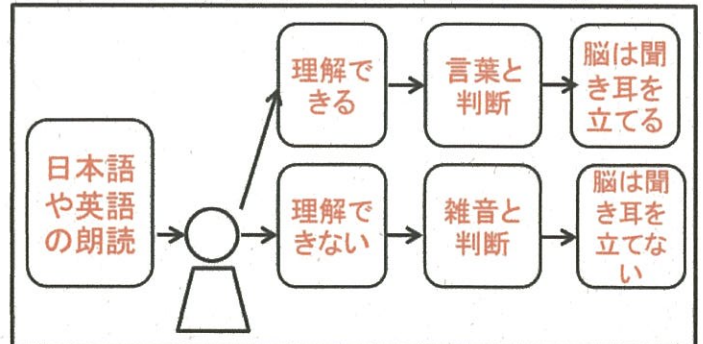 日本語
や英語
の朗読
理解で
きる
言葉と
判断
脳は聞
き耳を
立てる
理解で
きない
雑音と
判断
脳は聞
き耳を
立てな
い